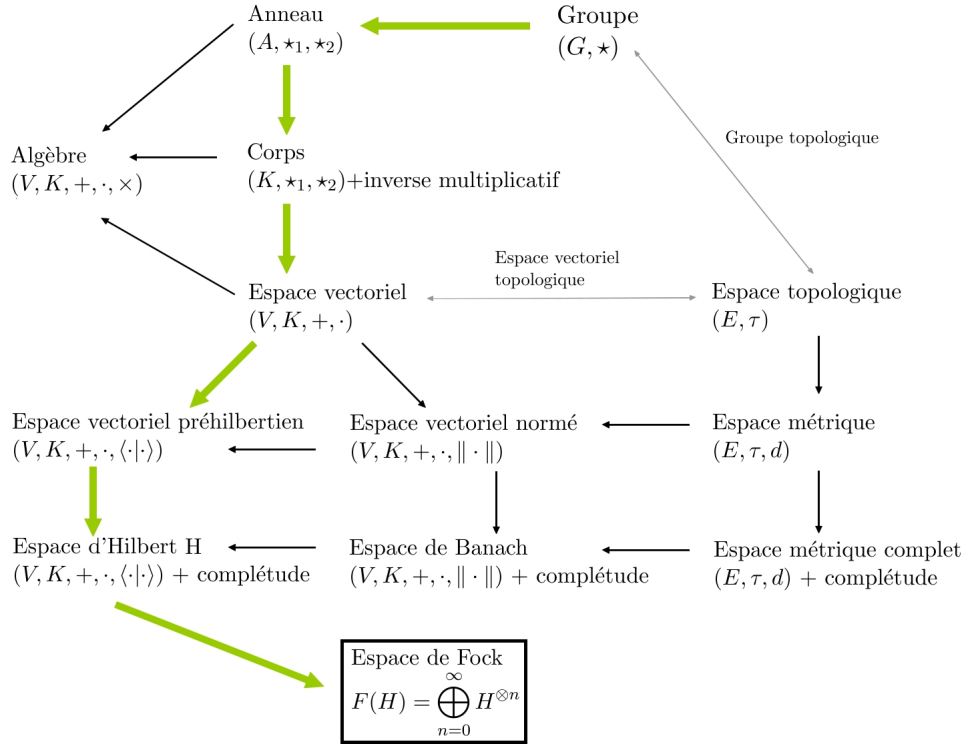 Anneau
(A, ⋆₁, ⋆₂)
Groupe
(G, ⋆)
Groupe topologique
Algèbre
(V, K, +, ·, ×)
Corps
(K, ⋆₁, ⋆₂)+inverse multiplicatif
Espace vectoriel
topologique
Espace vectoriel
(V, K, +, ·)
Espace topologique
(E, τ)
Espace vectoriel préhilbertien
(V, K, +, ·, ⟨·|·⟩)
Espace vectoriel normé
(V, K, +, ·, ‖ · ‖)
Espace métrique
(E, τ, d)
Espace d'Hilbert H
(V, K, +, ·, ⟨·|·⟩) + complétude
Espace de Banach
(V, K, +, ·, ‖ · ‖) + complétude
Espace métrique complet
(E, τ, d) + complétude
Espace de Fock
∞
F(H) = ⨁ H^{⊗n}
n=0